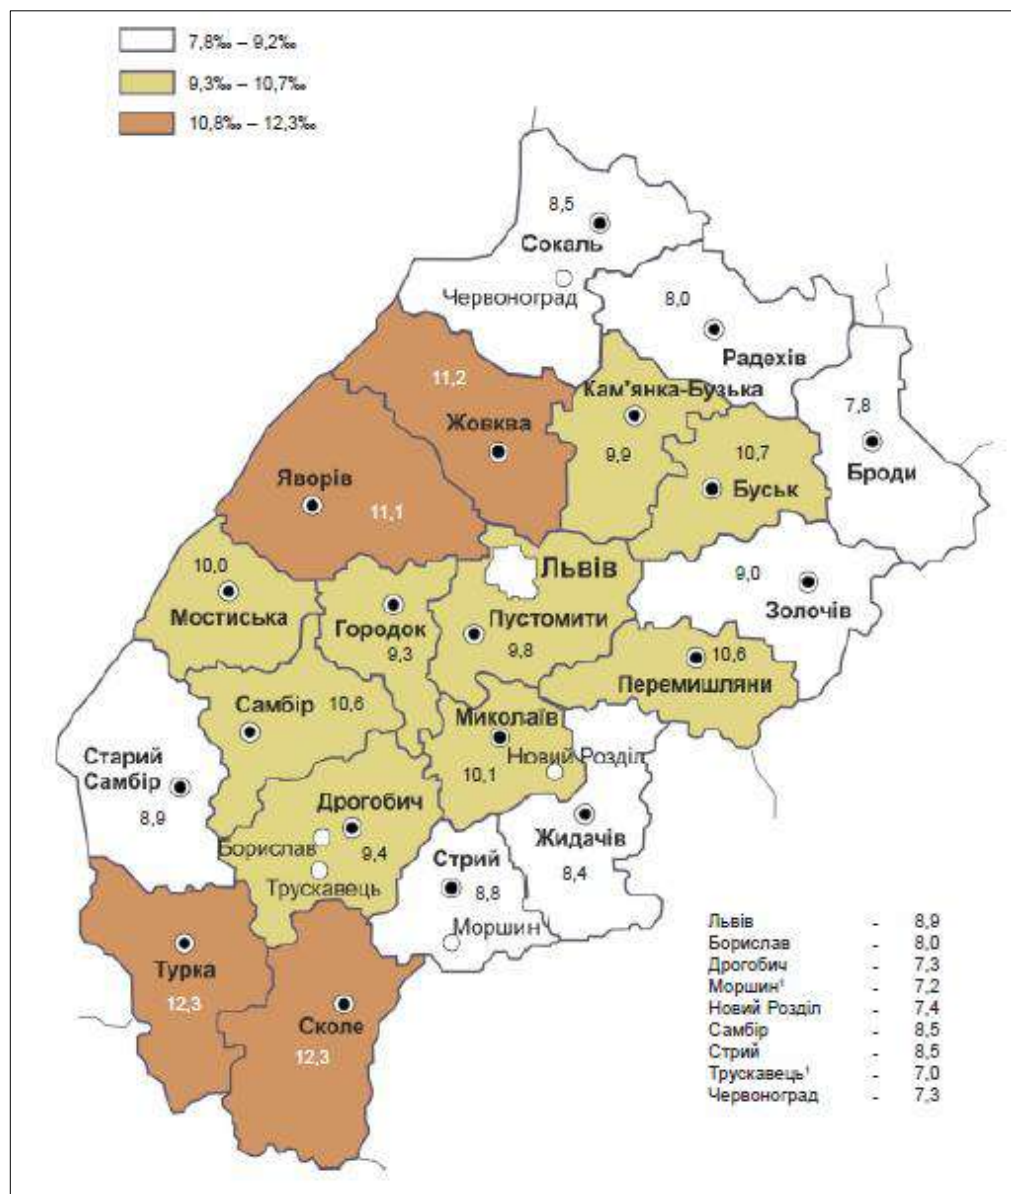 7,8‰ – 9,2‰
9,3‰ – 10,7‰
10,8‰ – 12,3‰
8,5
Сокаль
Червоноград
8,0
Радехів
11,2
Жовква
Кам'янка-Бузька
9,9
7,8
Броди
10,7
Буськ
Яворів
11,1
Львів
10,0
Мостиська
Городок
9,3
Пустомити
9,8
9,0
Золочів
10,6
Перемишляни
Самбір
10,6
Миколаїв
Новий Розділ
10,1
Старий
Самбір
8,9
Дрогобич
Борислав
9,4
Трускавець
Стрий
8,8
Моршин
Жидачів
8,4
Турка
12,3
Сколе
12,3
Львів - 8,9
Борислав - 8,0
Дрогобич - 7,3
Моршин¹ - 7,2
Новий Розділ - 7,4
Самбір - 8,5
Стрий - 8,5
Трускавець¹ - 7,0
Червоноград - 7,3